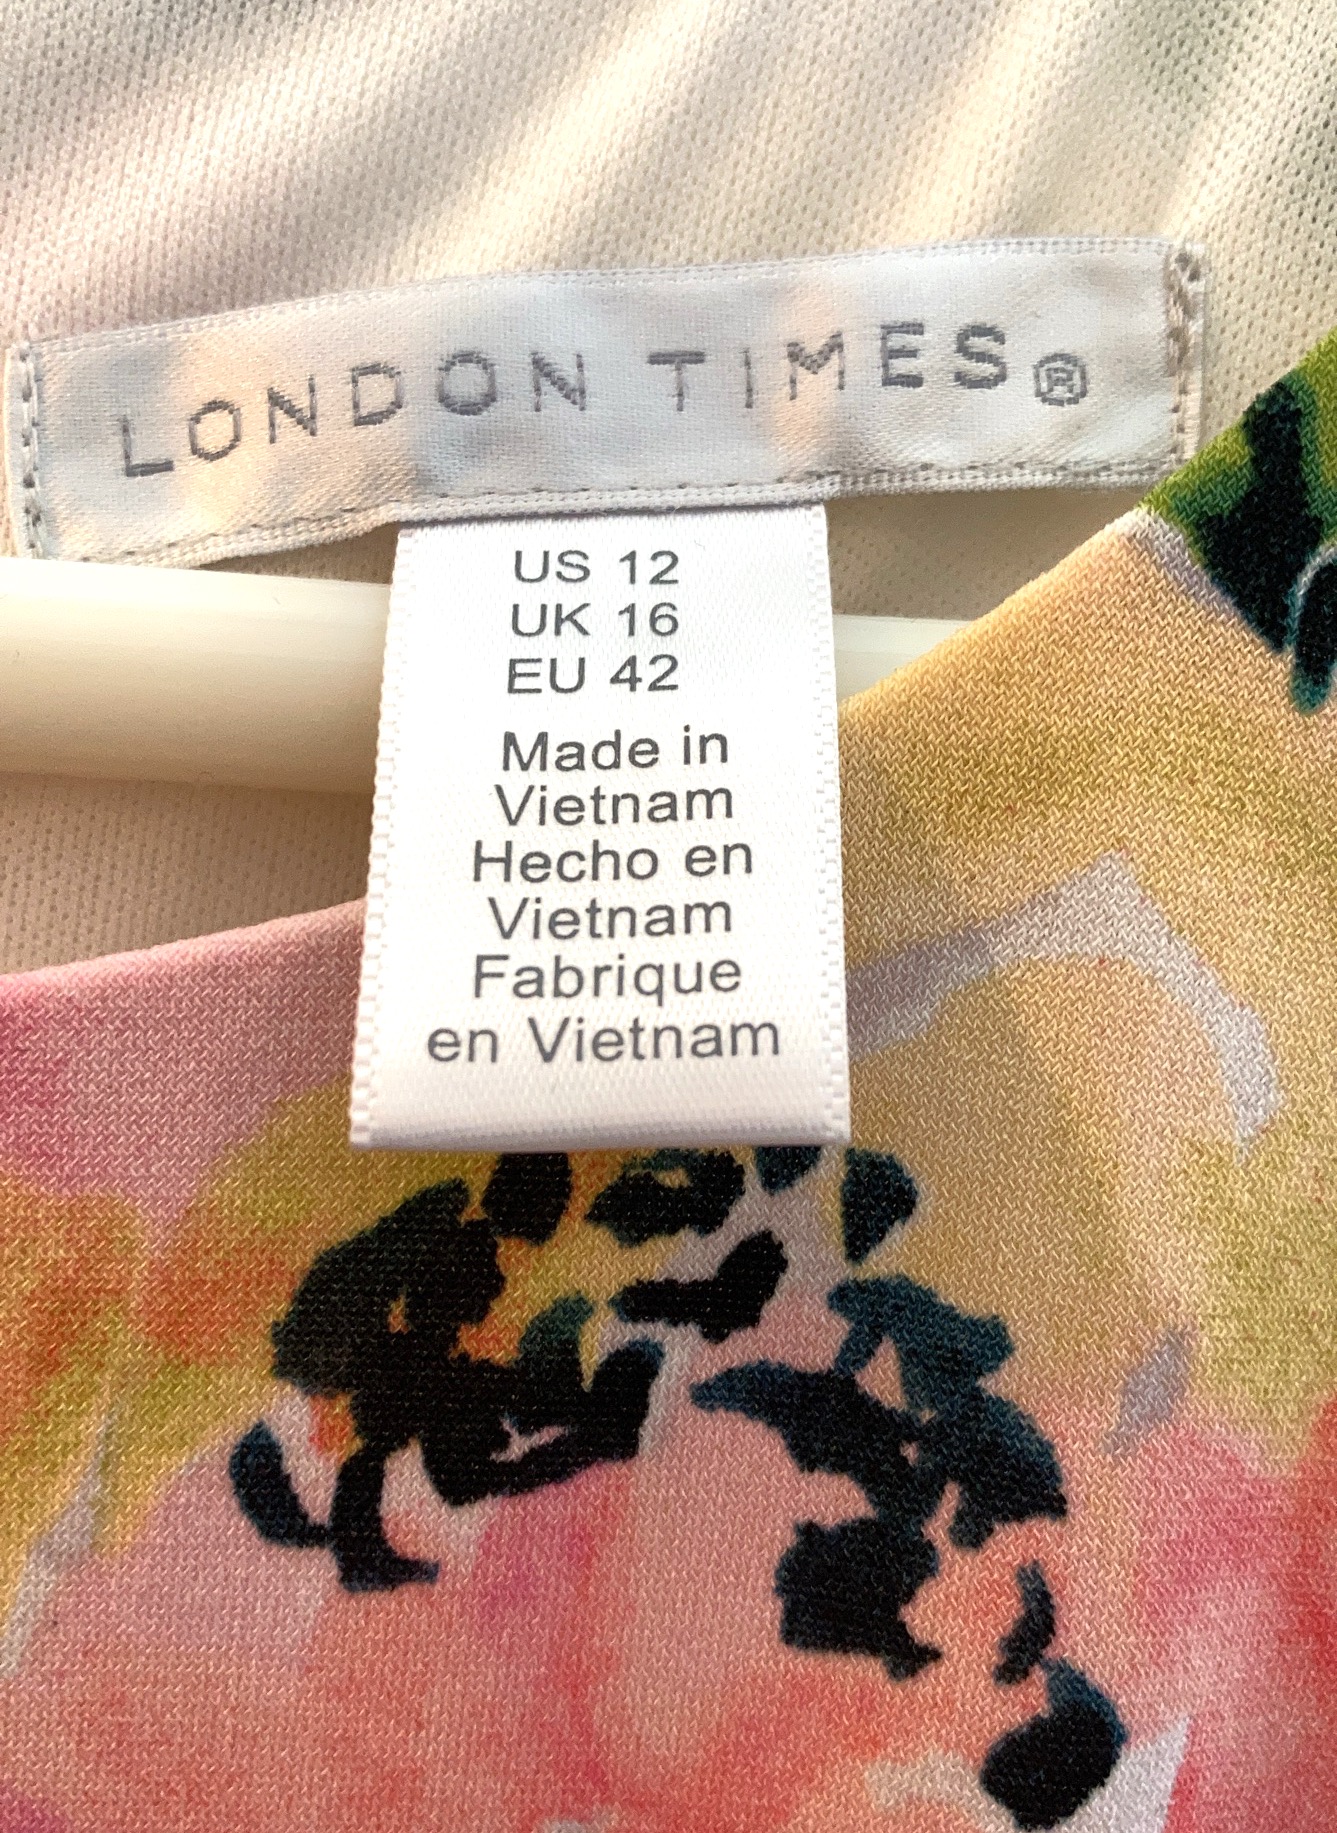 LONDON TIMES®
US 12
UK 16
EU 42
Made in
Vietnam
Hecho en
Vietnam
Fabrique
en Vietnam